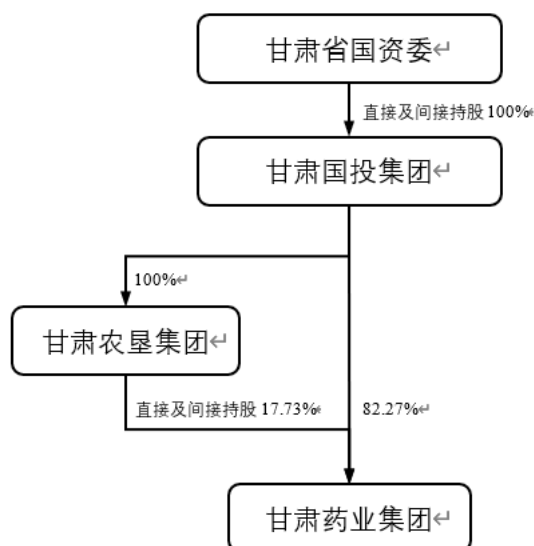 甘肃省国资委
直接及间接持股 100%
甘肃国投集团
100%
甘肃农垦集团
直接及间接持股 17.73%
82.27%
甘肃药业集团